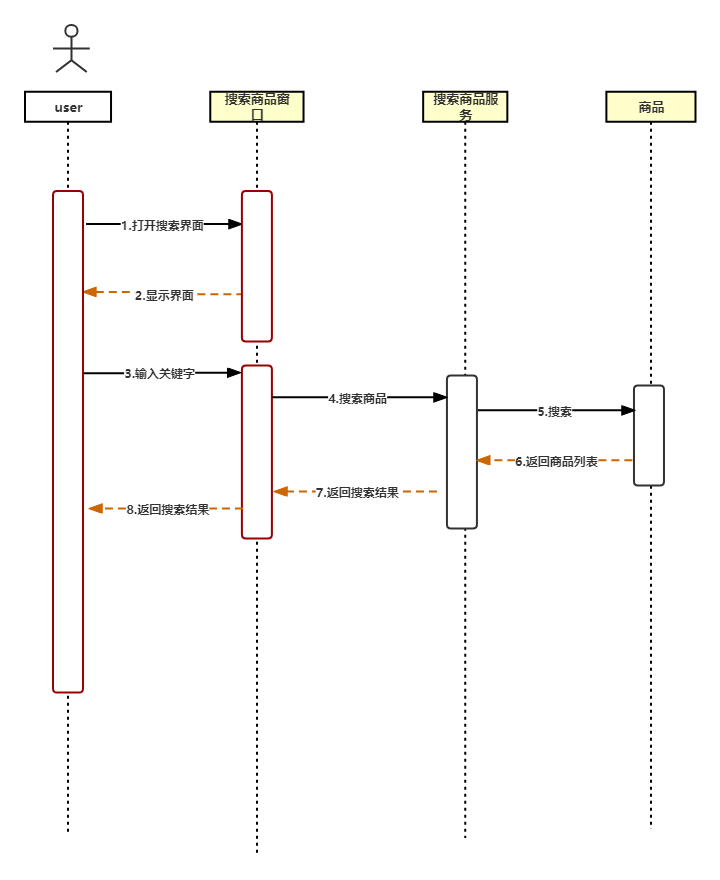 user
搜索商品窗
口
搜索商品服
务
商品
1.打开搜索界面
2.显示界面
3.输入关键字
4.搜索商品
5.搜索
6.返回商品列表
7.返回搜索结果
8.返回搜索结果